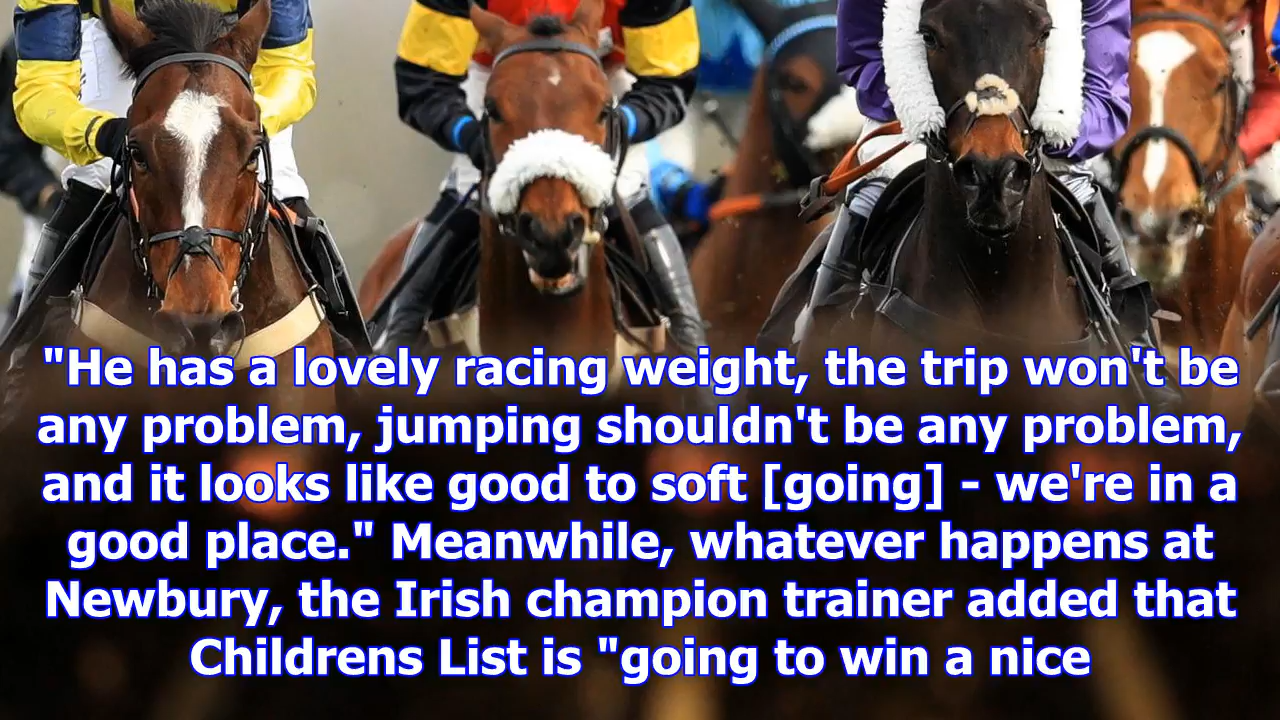 "He has a lovely racing weight, the trip won't be
any problem, jumping shouldn't be any problem,
and it looks like good to soft [going] - we're in a
good place." Meanwhile, whatever happens at
Newbury, the Irish champion trainer added that
Childrens List is "going to win a nice